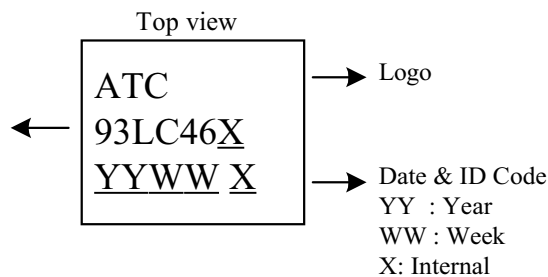 Top view
ATC
93LC46X
YYWW X
Logo
Date & ID Code
YY : Year
WW : Week
X: Internal